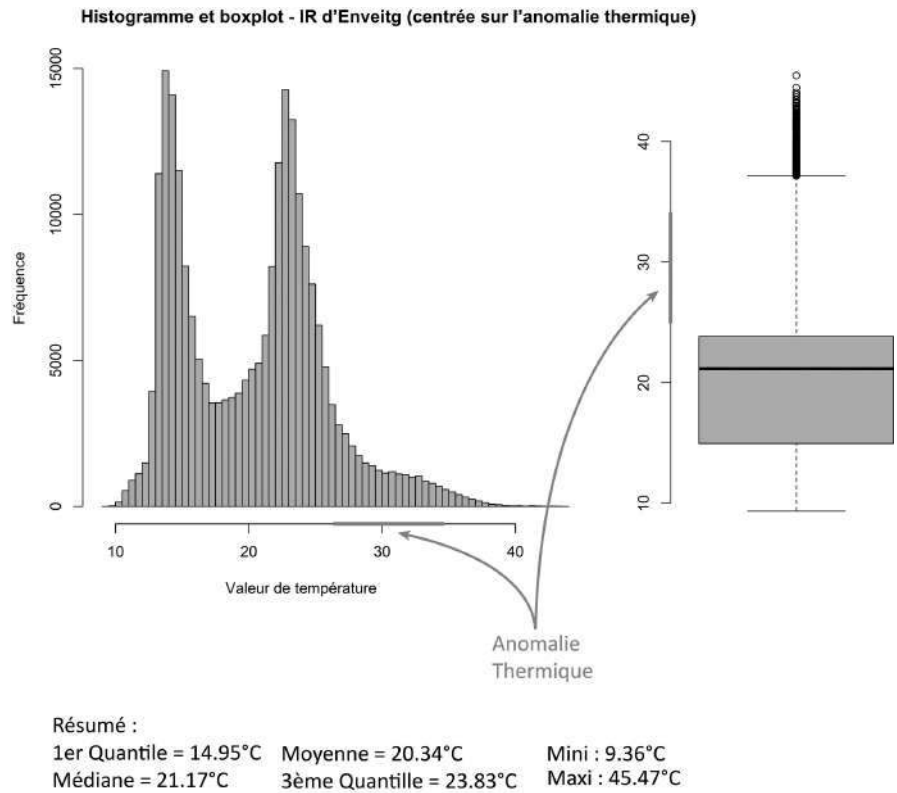 Histogramme et boxplot - IR d'Enveitg (centrée sur l'anomalie thermique)
15000
10000
5000
0
Fréquence
10 20 30 40
Valeur de température
40
30
20
10
Anomalie
Thermique
Résumé :
1er Quantile = 14.95°C Moyenne = 20.34°C Mini : 9.36°C
Médiane = 21.17°C 3ème Quantille = 23.83°C Maxi : 45.47°C